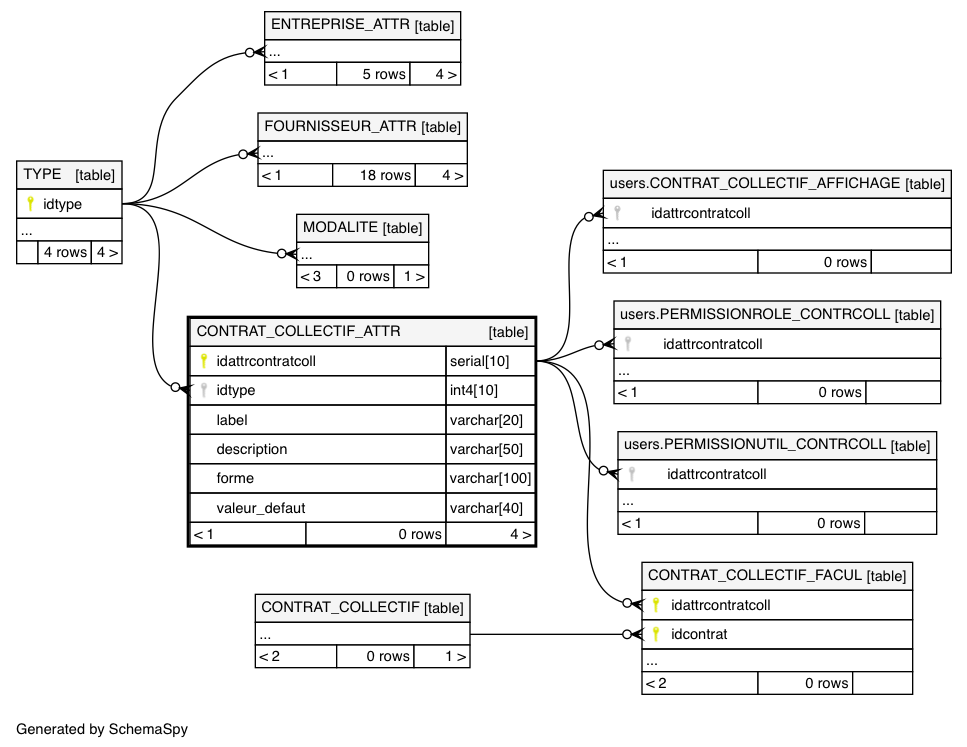 ENTREPRISE_ATTR [table]
...
< 1 5 rows 4 >
FOURNISSEUR_ATTR [table]
...
< 1 18 rows 4 >
TYPE [table]
idtype
...
4 rows 4 >
MODALITE [table]
...
< 3 0 rows 1 >
CONTRAT_COLLECTIF_ATTR [table]
idattrcontratcoll serial[10]
idtype int4[10]
label varchar[20]
description varchar[50]
forme varchar[100]
valeur_defaut varchar[40]
< 1 0 rows 4 >
users.CONTRAT_COLLECTIF_AFFICHAGE [table]
idattrcontratcoll
...
< 1 0 rows
users.PERMISSIONROLE_CONTRCOLL [table]
idattrcontratcoll
...
< 1 0 rows
users.PERMISSIONUTIL_CONTRCOLL [table]
idattrcontratcoll
...
< 1 0 rows
CONTRAT_COLLECTIF_FACUL [table]
idattrcontratcoll
idcontrat
...
< 2 0 rows
CONTRAT_COLLECTIF [table]
...
< 2 0 rows 1 >
Generated by SchemaSpy